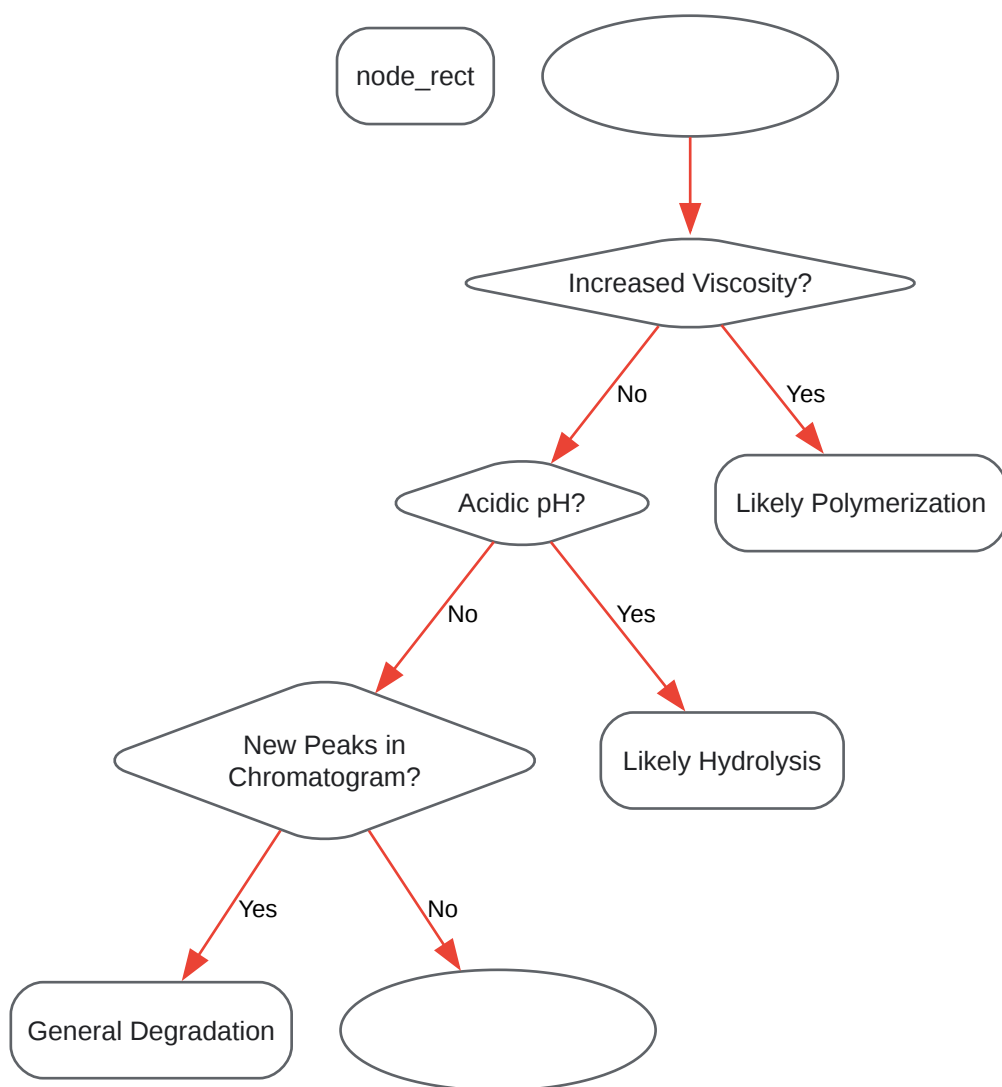 node_rect
Increased Viscosity?
No
Yes
Acidic pH?
Likely Polymerization
No
Yes
New Peaks in
Chromatogram?
Likely Hydrolysis
Yes
No
General Degradation